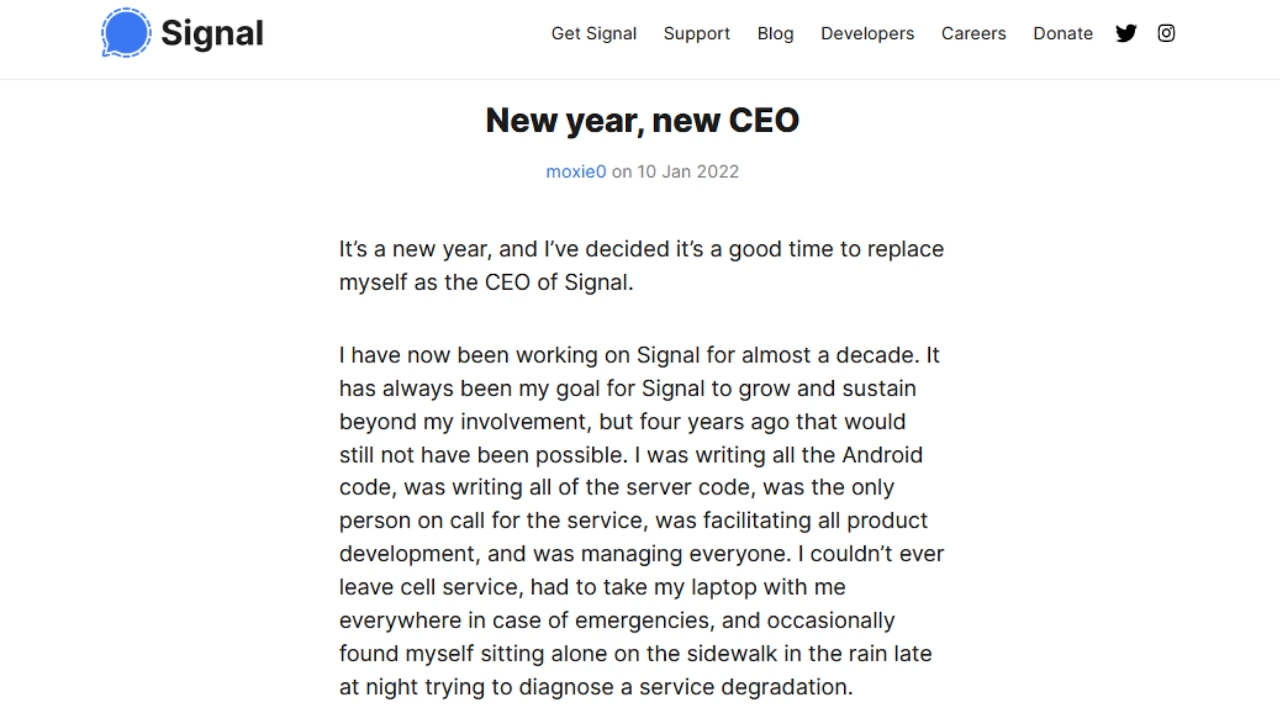 Signal
Get Signal Support Blog Developers Careers Donate
New year, new CEO
moxie0 on 10 Jan 2022
It’s a new year, and I’ve decided it’s a good time to replace
myself as the CEO of Signal.
I have now been working on Signal for almost a decade. It
has always been my goal for Signal to grow and sustain
beyond my involvement, but four years ago that would
still not have been possible. I was writing all the Android
code, was writing all of the server code, was the only
person on call for the service, was facilitating all product
development, and was managing everyone. I couldn’t ever
leave cell service, had to take my laptop with me
everywhere in case of emergencies, and occasionally
found myself sitting alone on the sidewalk in the rain late
at night trying to diagnose a service degradation.